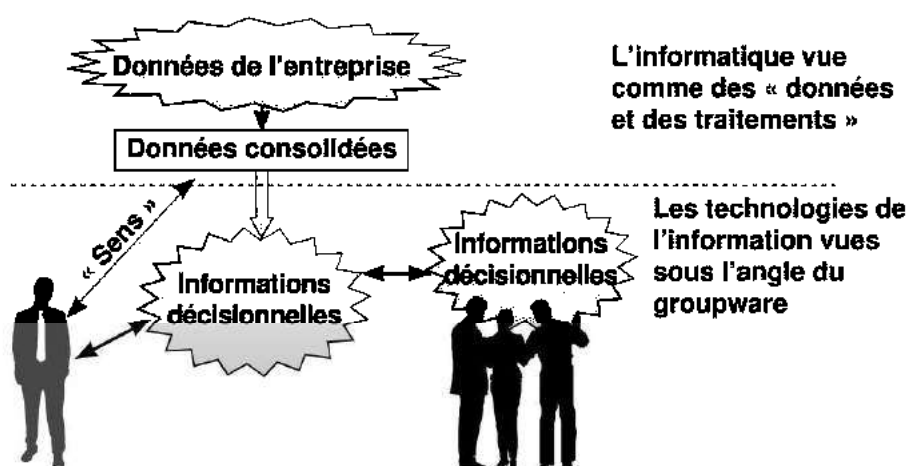 Données de l'entreprise
L'informatique vue
comme des « données
et des traitements »
Données consolidées
« Sens »
Informations
décisionnelles
Informations
décisionnelles
Les technologies de
l'information vues
sous l'angle du
groupware